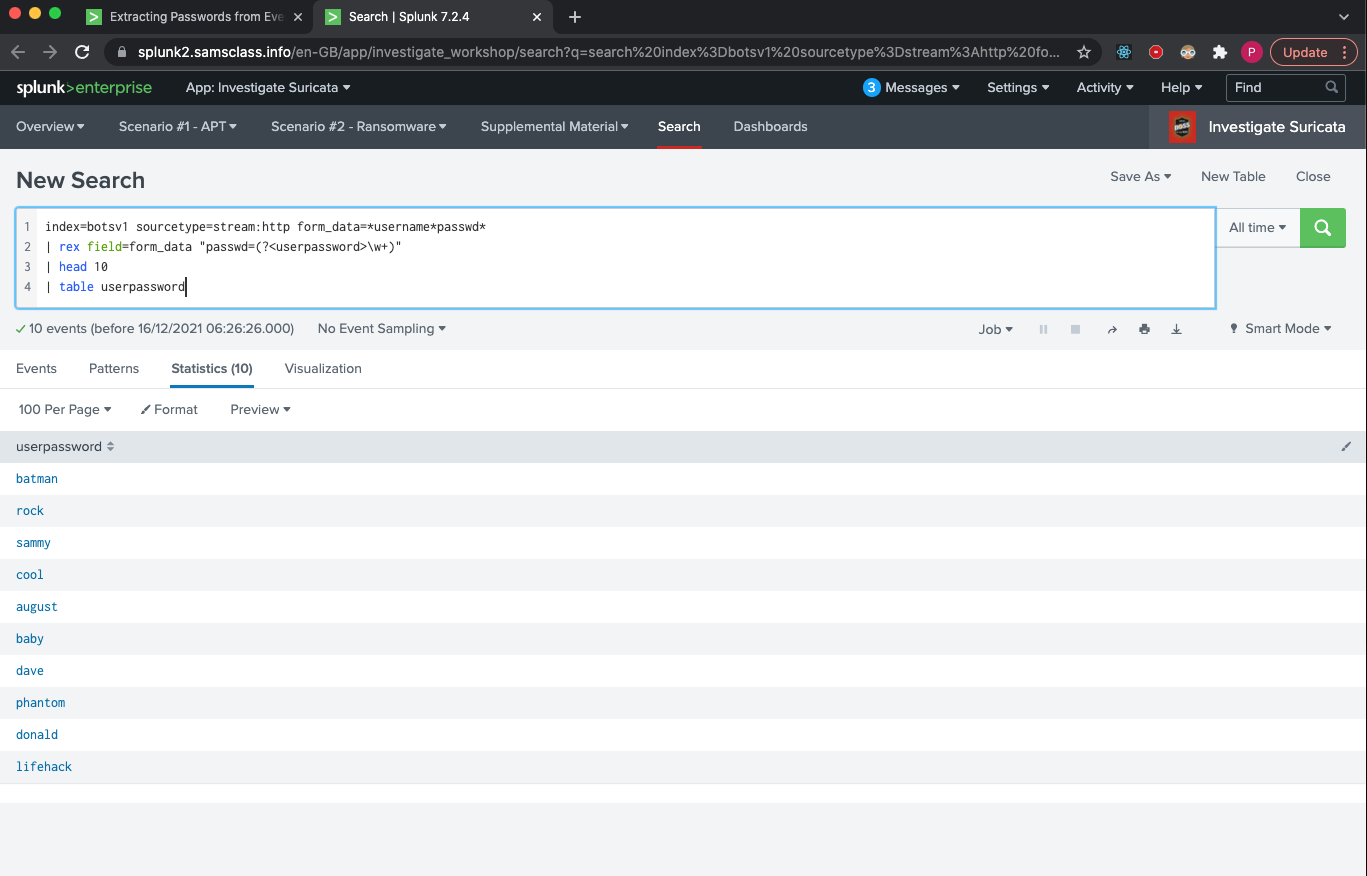 Extracting Passwords from Eve
Search | Splunk 7.2.4
splunk2.samsclass.info/en-GB/app/investigate_workshop/search?q=search%20index%3Dbotsv1%20sourcetype%3Dstream%3Ahttp%20fo...
P
Update
splunk>enterprise
App: Investigate Suricata
3
Messages
Settings
Activity
Help
Find
Overview
Scenario #1 - APT
Scenario #2 - Ransomware
Supplemental Material
Search
Dashboards
BOSS
Investigate Suricata
New Search
Save As
New Table
Close
1 index=botsv1 sourcetype=stream:http form_data=*username*passwd*
2 | rex field=form_data "passwd=(?<userpassword>\w+)"
3 | head 10
4 | table userpassword
All time
10 events (before 16/12/2021 06:26:26.000)
No Event Sampling
Job
Smart Mode
Events
Patterns
Statistics (10)
Visualization
100 Per Page
Format
Preview
userpassword
batman
rock
sammy
cool
august
baby
dave
phantom
donald
lifehack